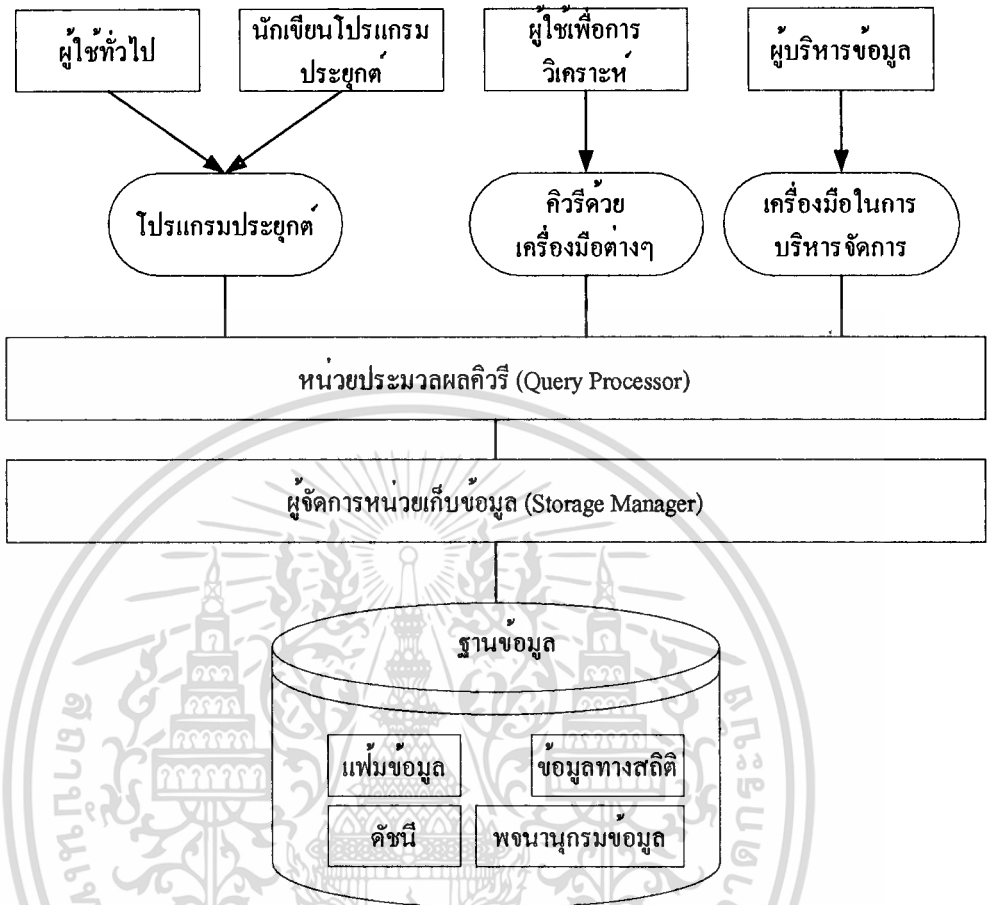 ผู้ใช้ทั่วไป
นักเขียนโปรแกรม
ประยุกต์
ผู้ใช้เพื่อการ
วิเคราะห์
ผู้บริหารข้อมูล
โปรแกรมประยุกต์
คิวรีด้วย
เครื่องมือต่างๆ
เครื่องมือในการ
บริหารจัดการ
หน่วยประมวลผลคิวรี (Query Processor)
ผู้จัดการหน่วยเก็บข้อมูล (Storage Manager)
ฐานข้อมูล
แฟ้มข้อมูล
ข้อมูลทางสถิติ
ดัชนี
พจนานุกรมข้อมูล